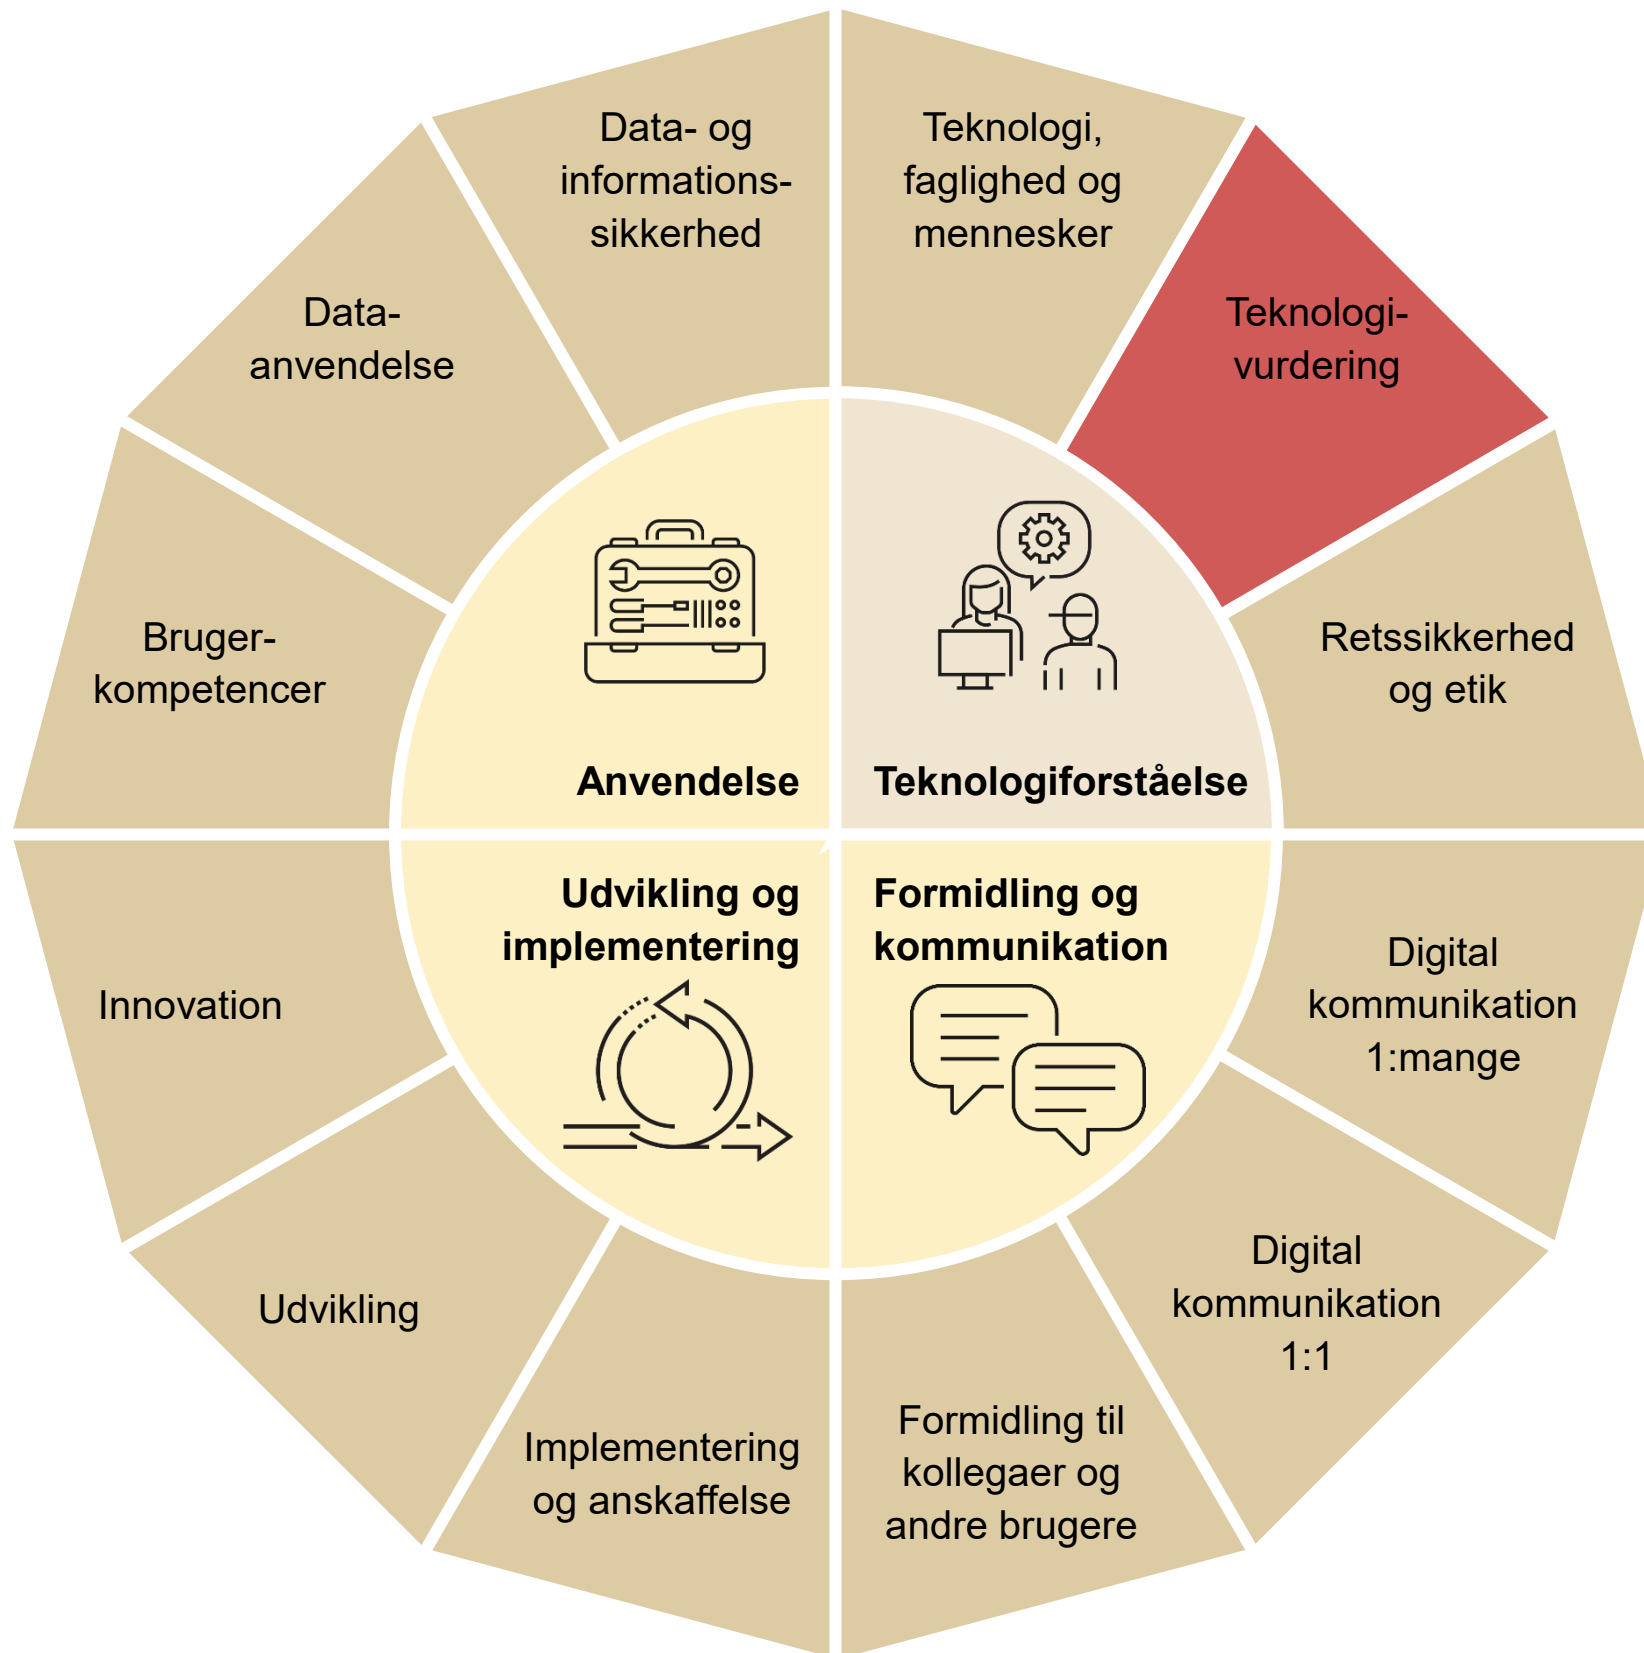 Data- og
informations-
sikkerhed
Teknologi,
faglighed og
mennesker
Teknologi-
vurdering
Retssikkerhed
og etik
Digital
kommunikation
1:mange
Digital
kommunikation
1:1
Formidling til
kollegaer og
andre brugere
Implementering
og anskaffelse
Udvikling
Innovation
Bruger-
kompetencer
Data-
anvendelse
Anvendelse
Teknologiforståelse
Udvikling og
implementering
Formidling og
kommunikation